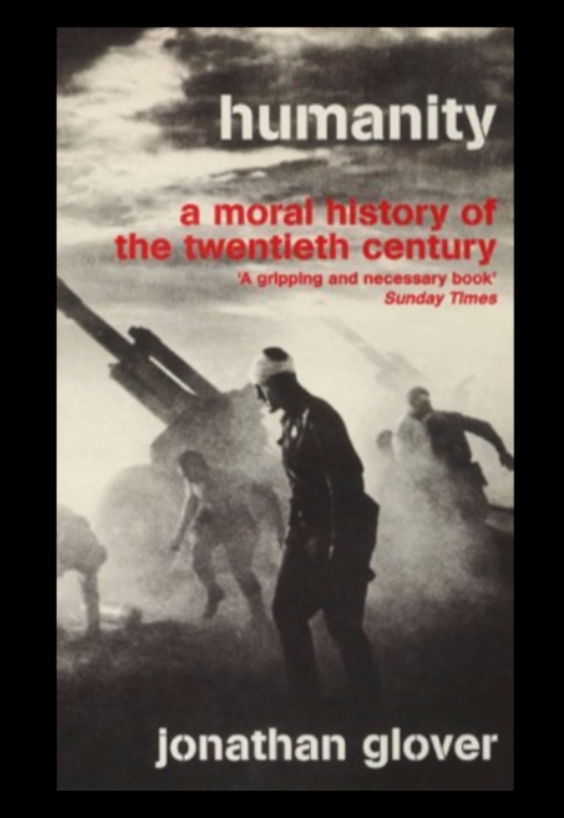 humanity
a moral history of
the twentieth century
'A gripping and necessary book'
Sunday Times
jonathan glover